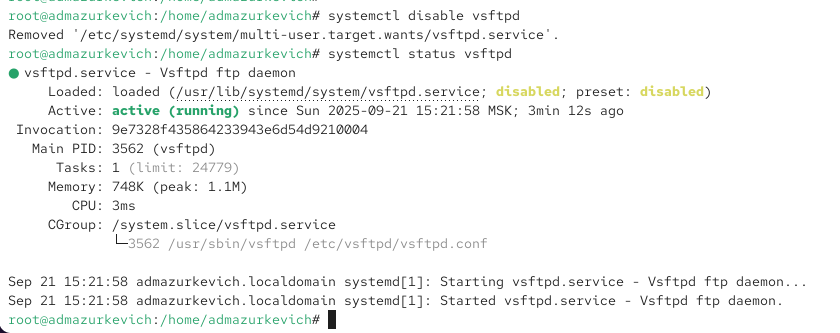 root@admazurkevich:/home/admazurkevich# systemctl disable vsftpd
Removed '/etc/systemd/system/multi-user.target.wants/vsftpd.service'.
root@admazurkevich:/home/admazurkevich# systemctl status vsftpd
● vsftpd.service - Vsftpd ftp daemon
     Loaded: loaded (/usr/lib/systemd/system/vsftpd.service; disabled; preset: disabled)
     Active: active (running) since Sun 2025-09-21 15:21:58 MSK; 3min 12s ago
 Invocation: 9e7328f435864233943e6d54d9210004
   Main PID: 3562 (vsftpd)
      Tasks: 1 (limit: 24779)
     Memory: 748K (peak: 1.1M)
        CPU: 3ms
     CGroup: /system.slice/vsftpd.service
             └─3562 /usr/sbin/vsftpd /etc/vsftpd/vsftpd.conf

Sep 21 15:21:58 admazurkevich.localdomain systemd[1]: Starting vsftpd.service - Vsftpd ftp daemon...
Sep 21 15:21:58 admazurkevich.localdomain systemd[1]: Started vsftpd.service - Vsftpd ftp daemon.
root@admazurkevich:/home/admazurkevich#